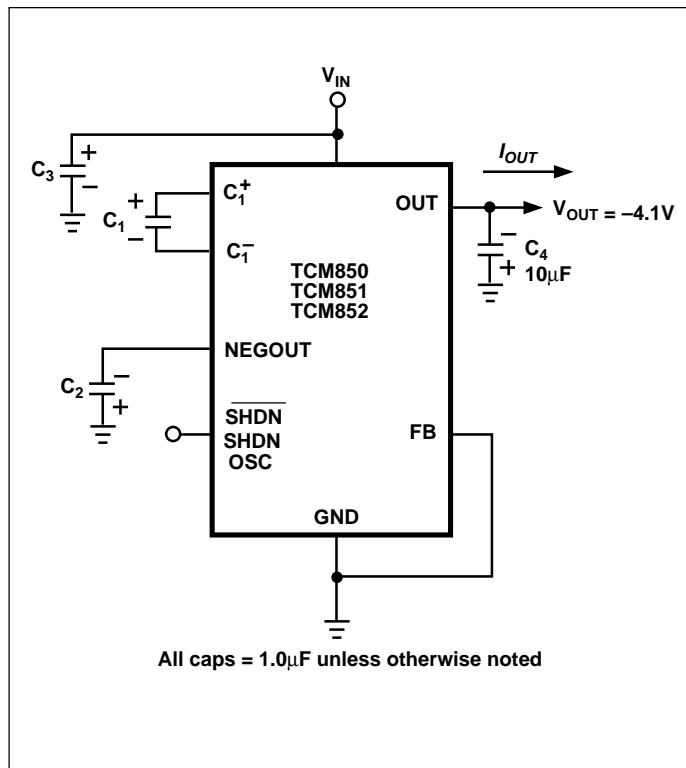 V_IN
+
C3
−
+
C1
−
C1+
C1−
OUT
I_OUT
V_OUT = −4.1V
−
C4
+
10μF
TCM850
TCM851
TCM852
NEGOUT
−
C2
+
SHDN
SHDN
OSC
FB
GND
All caps = 1.0μF unless otherwise noted